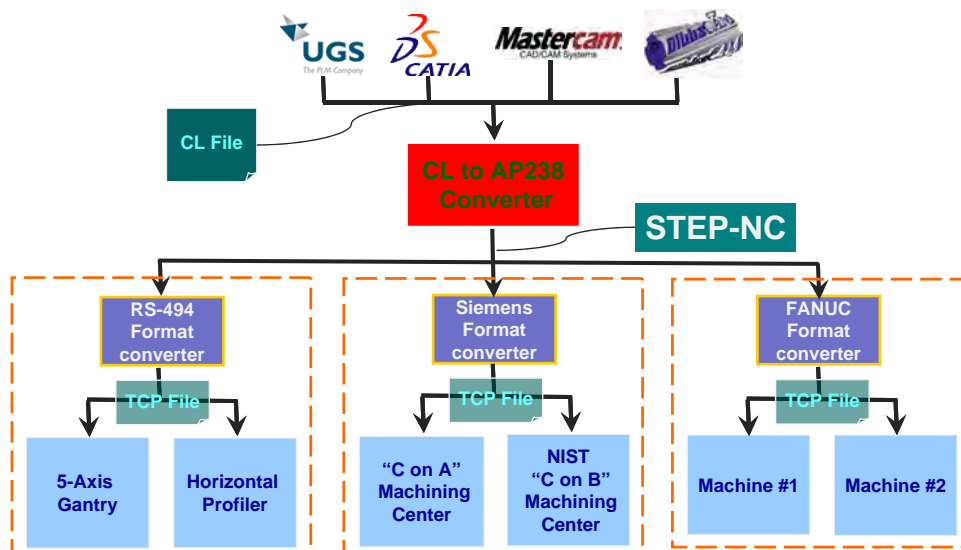 UGS
The PLM Company
DS
CATIA
Mastercam.
CAD/CAM Systems
GibbsCAM
CL File
CL to AP238
Converter
STEP-NC
RS-494
Format
converter
Siemens
Format
converter
FANUC
Format
converter
TCP File
TCP File
TCP File
5-Axis
Gantry
Horizontal
Profiler
“C on A”
Machining
Center
NIST
“C on B”
Machining
Center
Machine #1
Machine #2